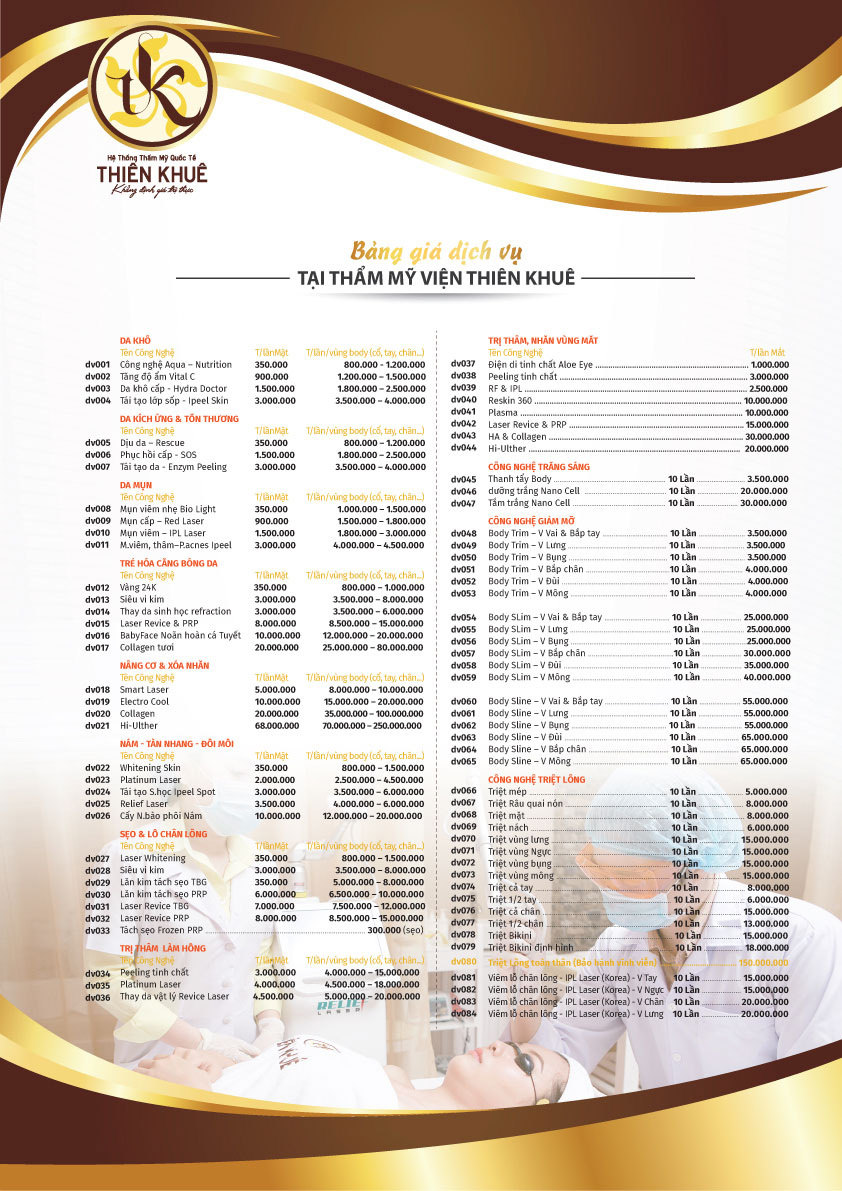 tk
Hệ Thống Thẩm Mỹ Quốc Tế
THIÊN KHUÊ
Khẳng định giá trị thực
Bảng giá dịch vụ
TẠI THẨM MỸ VIỆN THIÊN KHUÊ
DA KHÔ
Tên Công Nghệ T/lầnMặt T/lần/vùng body (cổ, tay, chân...)
dv001 Công nghệ Aqua – Nutrition 350.000 800.000 - 1.200.000
dv002 Tăng độ ẩm Vital C 900.000 1.200.000 – 1.500.000
dv003 Da khô cấp - Hydra Doctor 1.500.000 1.800.000 – 2.500.000
dv004 Tái tạo lớp sốp - Ipeel Skin 3.000.000 3.500.000 – 4.000.000
DA KÍCH ỨNG & TỔN THƯƠNG
Tên Công Nghệ T/lầnMặt T/lần/vùng body (cổ, tay, chân...)
dv005 Dịu da – Rescue 350.000 800.000 – 1.200.000
dv006 Phục hồi cấp - SOS 1.500.000 1.800.000 – 2.500.000
dv007 Tái tạo da - Enzym Peeling 3.000.000 3.500.000 – 4.000.000
DA MỤN
Tên Công Nghệ T/lầnMặt T/lần/vùng body (cổ, tay, chân...)
dv008 Mụn viêm nhẹ Bio Light 350.000 1.000.000 – 1.500.000
dv009 Mụn cấp – Red Laser 900.000 1.500.000 – 1.800.000
dv010 Mụn viêm – IPL Laser 1.500.000 1.800.000 – 3.000.000
dv011 M.viêm, thâm–P.acnes Ipeel 3.000.000 4.000.000 – 4.500.000
TRẺ HÓA CĂNG BÓNG DA
Tên Công Nghệ T/lầnMặt T/lần/vùng body (cổ, tay, chân...)
dv012 Vàng 24K 350.000 800.000 – 1.000.000
dv013 Siêu vi kim 3.000.000 3.500.000 – 8.000.000
dv014 Thay da sinh học refraction 3.000.000 3.500.000 – 6.000.000
dv015 Laser Revice & PRP 8.000.000 8.500.000 – 15.000.000
dv016 BabyFace Noãn hoàn cá Tuyết 10.000.000 12.000.000 – 20.000.000
dv017 Collagen tươi 20.000.000 25.000.000 – 80.000.000
NÂNG CƠ & XÓA NHĂN
Tên Công Nghệ T/lầnMặt T/lần/vùng body (cổ, tay, chân...)
dv018 Smart Laser 5.000.000 8.000.000 – 10.000.000
dv019 Electro Cool 10.000.000 15.000.000 – 20.000.000
dv020 Collagen 20.000.000 35.000.000 – 100.000.000
dv021 Hi-Ulther 68.000.000 70.000.000 – 250.000.000
NÁM - TÀN NHANG - ĐỒI MỒI
Tên Công Nghệ T/lầnMặt T/lần/vùng body (cổ, tay, chân...)
dv022 Whitening Skin 350.000 800.000 – 1.500.000
dv023 Platinum Laser 2.000.000 2.500.000 – 4.500.000
dv024 Tái tạo S.học Ipeel Spot 3.000.000 3.500.000 – 6.000.000
dv025 Relief Laser 3.500.000 4.000.000 – 6.000.000
dv026 Cấy N.bào phôi Nám 10.000.000 12.000.000 – 20.000.000
SẸO & LỖ CHÂN LÔNG
Tên Công Nghệ T/lầnMặt T/lần/vùng body (cổ, tay, chân...)
dv027 Laser Whitening 350.000 800.000 – 1.500.000
dv028 Siêu vi kim 3.000.000 3.500.000 – 8.000.000
dv029 Lăn kim tách sẹo TBG 350.000 5.000.000 – 8.000.000
dv030 Lăn kim tách sẹo PRP 6.000.000 6.500.000 – 10.000.000
dv031 Laser Revice TBG 7.000.000 7.500.000 – 12.000.000
dv032 Laser Revice PRP 8.000.000 8.500.000 – 15.000.000
dv033 Tách sẹo Frozen PRP 300.000 (sẹo)
TRỊ THÂM LÀM HỒNG
Tên Công Nghệ T/lầnMặt T/lần/vùng body (cổ, tay, chân...)
dv034 Peeling tinh chất 3.000.000 4.000.000 – 15.000.000
dv035 Platinum Laser 4.000.000 4.500.000 – 18.000.000
dv036 Thay da vật lý Revice Laser 4.500.000 5.000.000 – 20.000.000
TRỊ THÂM, NHĂN VÙNG MẮT
Tên Công Nghệ T/lần Mắt
dv037 Điện di tinh chất Aloe Eye 1.000.000
dv038 Peeling tinh chất 3.000.000
dv039 RF & IPL 2.500.000
dv040 Reskin 360 10.000.000
dv041 Plasma 10.000.000
dv042 Laser Revice & PRP 15.000.000
dv043 HA & Collagen 30.000.000
dv044 Hi-Ulther 20.000.000
CÔNG NGHỆ TRẮNG SÁNG
dv045 Thanh tẩy Body 10 Lần 3.500.000
dv046 dưỡng trắng Nano Cell 10 Lần 20.000.000
dv047 Tắm trắng Nano Cell 10 Lần 30.000.000
CÔNG NGHỆ GIẢM MỠ
dv048 Body Trim – V Vai & Bắp tay 10 Lần 3.500.000
dv049 Body Trim – V Lưng 10 Lần 3.500.000
dv050 Body Trim – V Bụng 10 Lần 3.500.000
dv051 Body Trim – V Bắp chân 10 Lần 4.000.000
dv052 Body Trim – V Đùi 10 Lần 4.000.000
dv053 Body Trim – V Mông 10 Lần 4.000.000
dv054 Body SLim – V Vai & Bắp tay 10 Lần 25.000.000
dv055 Body SLim – V Lưng 10 Lần 25.000.000
dv056 Body SLim – V Bụng 10 Lần 25.000.000
dv057 Body SLim – V Bắp chân 10 Lần 30.000.000
dv058 Body SLim – V Đùi 10 Lần 35.000.000
dv059 Body SLim – V Mông 10 Lần 40.000.000
dv060 Body Sline – V Vai & Bắp tay 10 Lần 55.000.000
dv061 Body Sline – V Lưng 10 Lần 55.000.000
dv062 Body Sline – V Bụng 10 Lần 55.000.000
dv063 Body Sline – V Đùi 10 Lần 65.000.000
dv064 Body Sline – V Bắp chân 10 Lần 65.000.000
dv065 Body Sline – V Mông 10 Lần 65.000.000
CÔNG NGHỆ TRIỆT LÔNG
dv066 Triệt mép 10 Lần 5.000.000
dv067 Triệt Râu quai nón 10 Lần 8.000.000
dv068 Triệt mặt 10 Lần 8.000.000
dv069 Triệt nách 10 Lần 6.000.000
dv070 Triệt vùng lưng 10 Lần 15.000.000
dv071 Triệt vùng Ngực 10 Lần 15.000.000
dv072 Triệt vùng bụng 10 Lần 15.000.000
dv073 Triệt vùng mông 10 Lần 15.000.000
dv074 Triệt cả tay 10 Lần 8.000.000
dv075 Triệt 1/2 tay 10 Lần 6.000.000
dv076 Triệt cả chân 10 Lần 15.000.000
dv077 Triệt 1/2 chân 10 Lần 13.000.000
dv078 Triệt Bikini 10 Lần 15.000.000
dv079 Triệt Bikini định hình 10 Lần 18.000.000
dv080 Triệt Lông toàn thân (Bảo hành vĩnh viễn) 150.000.000
dv081 Viêm lỗ chân lông - IPL Laser (Korea) - V Tay 10 Lần 15.000.000
dv082 Viêm lỗ chân lông - IPL Laser (Korea) - V Ngực 10 Lần 15.000.000
dv083 Viêm lỗ chân lông - IPL Laser (Korea) - V Chân 10 Lần 20.000.000
dv084 Viêm lỗ chân lông - IPL Laser (Korea) - V Lưng 10 Lần 20.000.000
RELIEF
LASER